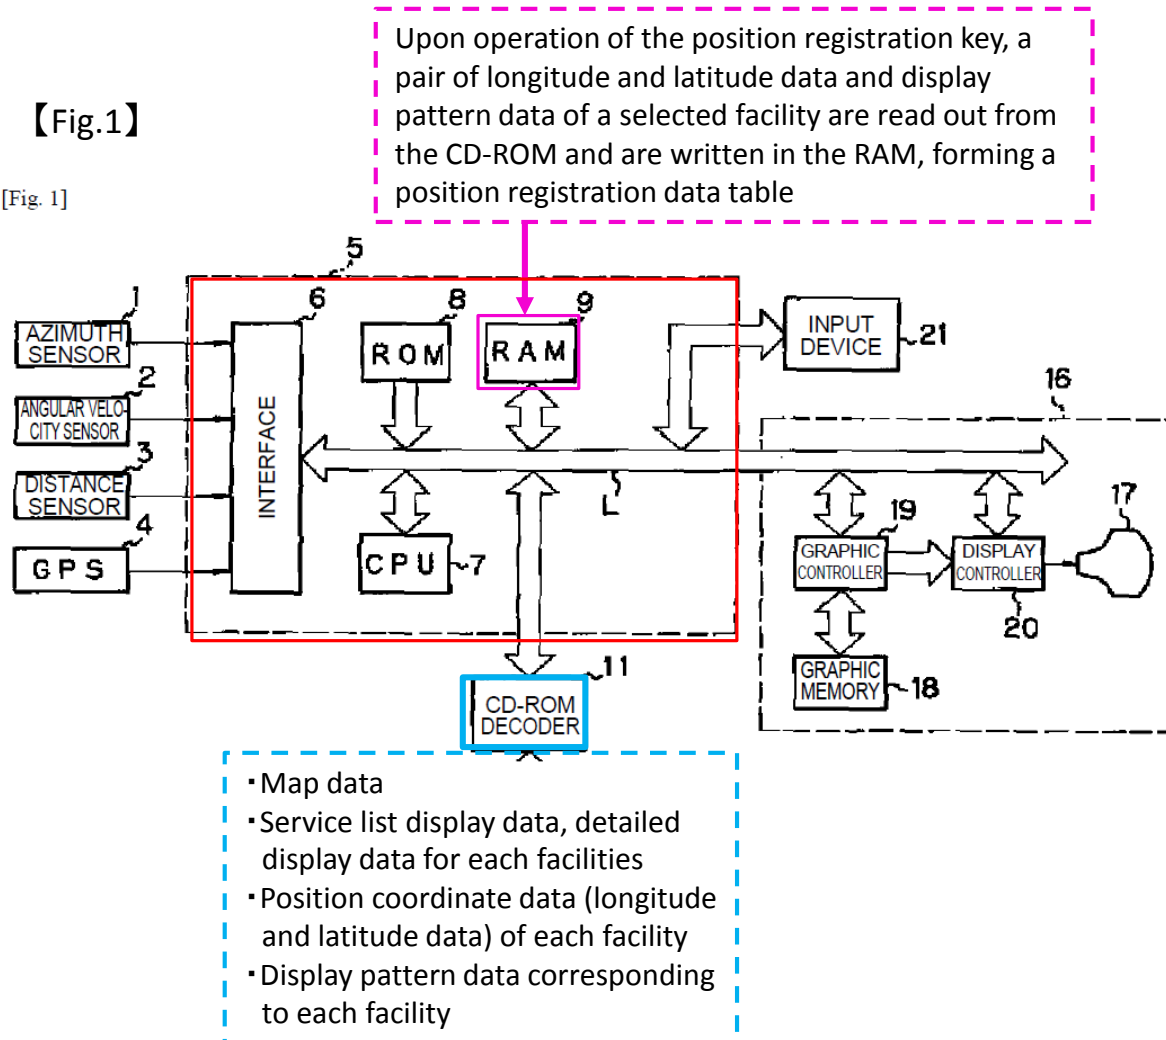 Upon operation of the position registration key, a
pair of longitude and latitude data and display
pattern data of a selected facility are read out from
the CD-ROM and are written in the RAM, forming a
position registration data table
【Fig.1】
[Fig. 1]
5
1
AZIMUTH
SENSOR
2
ANGULAR VELO-
CITY SENSOR
3
DISTANCE
SENSOR
4
GPS
6
INTERFACE
8
ROM
9
RAM
CPU
7
L
INPUT
DEVICE
21
16
19
GRAPHIC
CONTROLLER
DISPLAY
CONTROLLER
20
17
GRAPHIC
MEMORY
18
11
CD-ROM
DECODER
・Map data
・Service list display data, detailed
display data for each facilities
・Position coordinate data (longitude
and latitude data) of each facility
・Display pattern data corresponding
to each facility